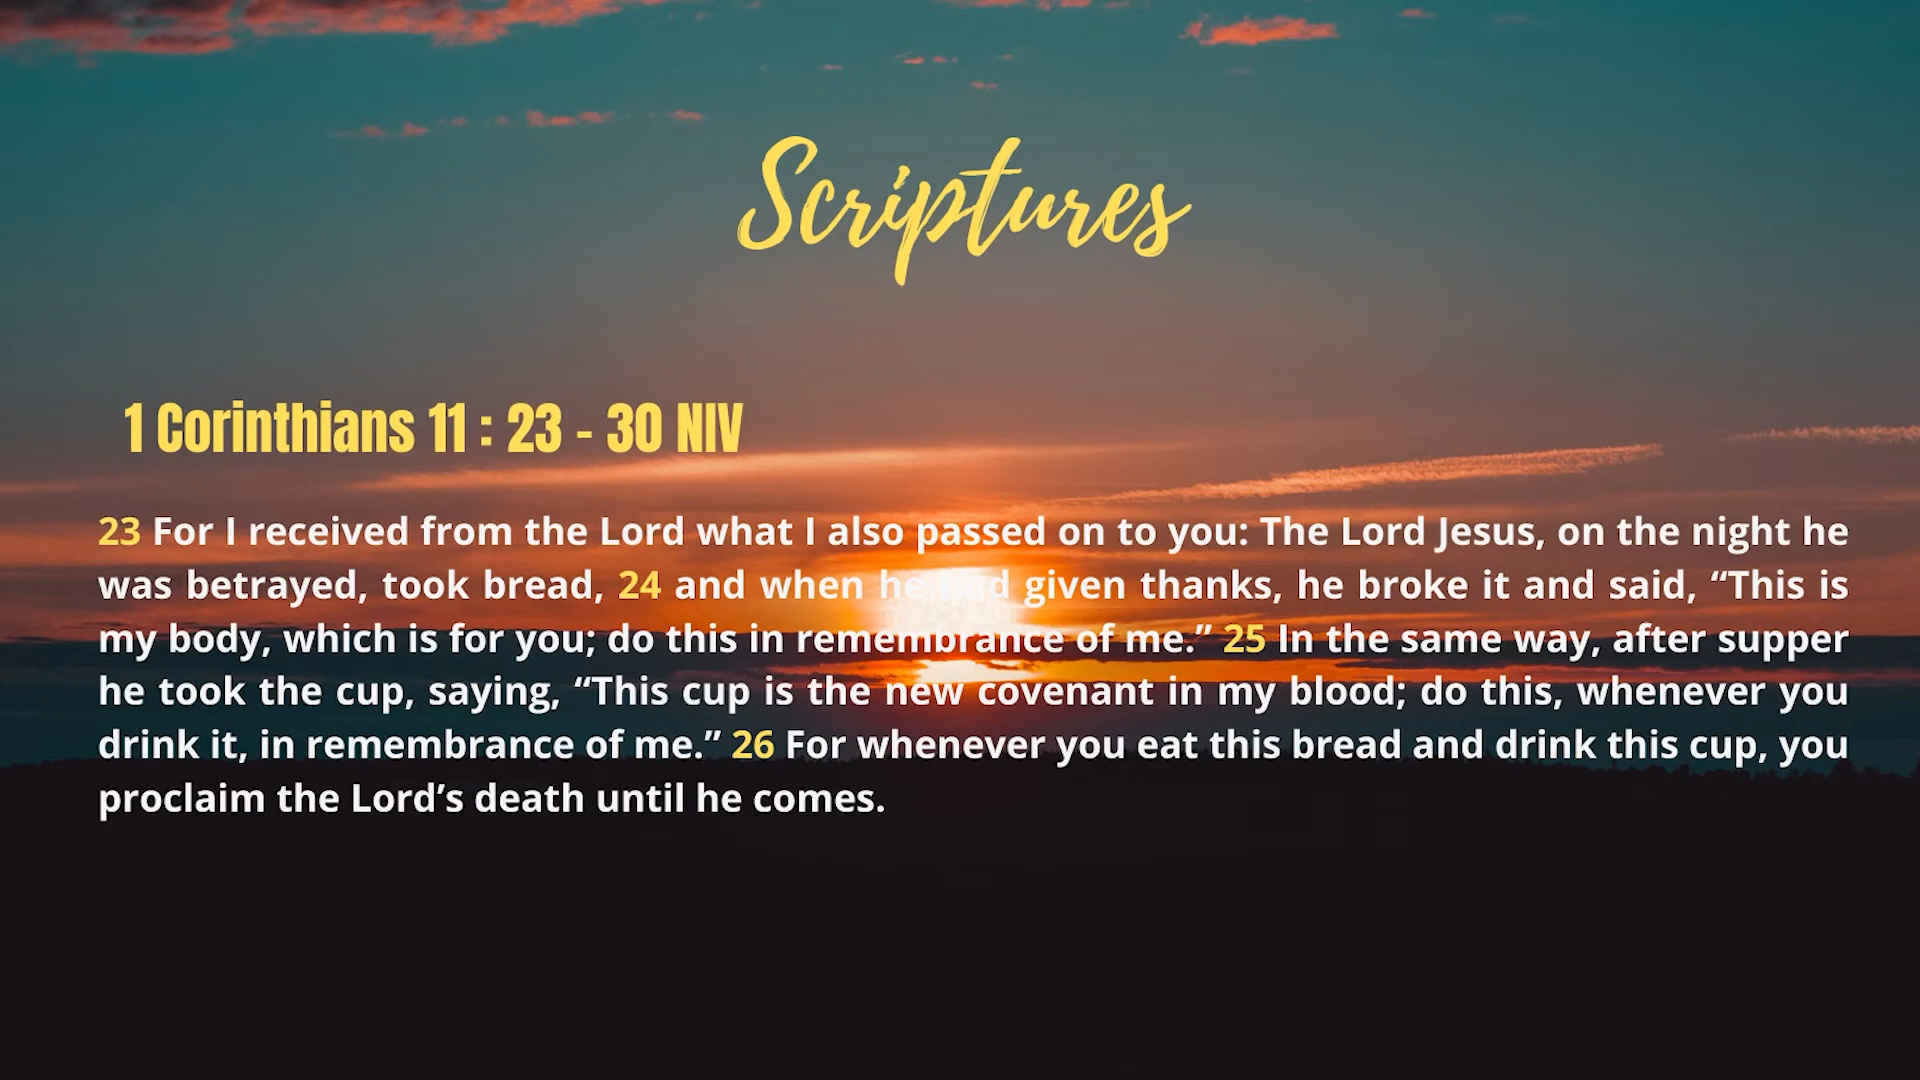 Scriptures
1 Corinthians 11 : 23 - 30 NIV
23 For I received from the Lord what I also passed on to you: The Lord Jesus, on the night he
was betrayed, took bread, 24 and when he had given thanks, he broke it and said, “This is
my body, which is for you; do this in remembrance of me.” 25 In the same way, after supper
he took the cup, saying, “This cup is the new covenant in my blood; do this, whenever you
drink it, in remembrance of me.” 26 For whenever you eat this bread and drink this cup, you
proclaim the Lord’s death until he comes.